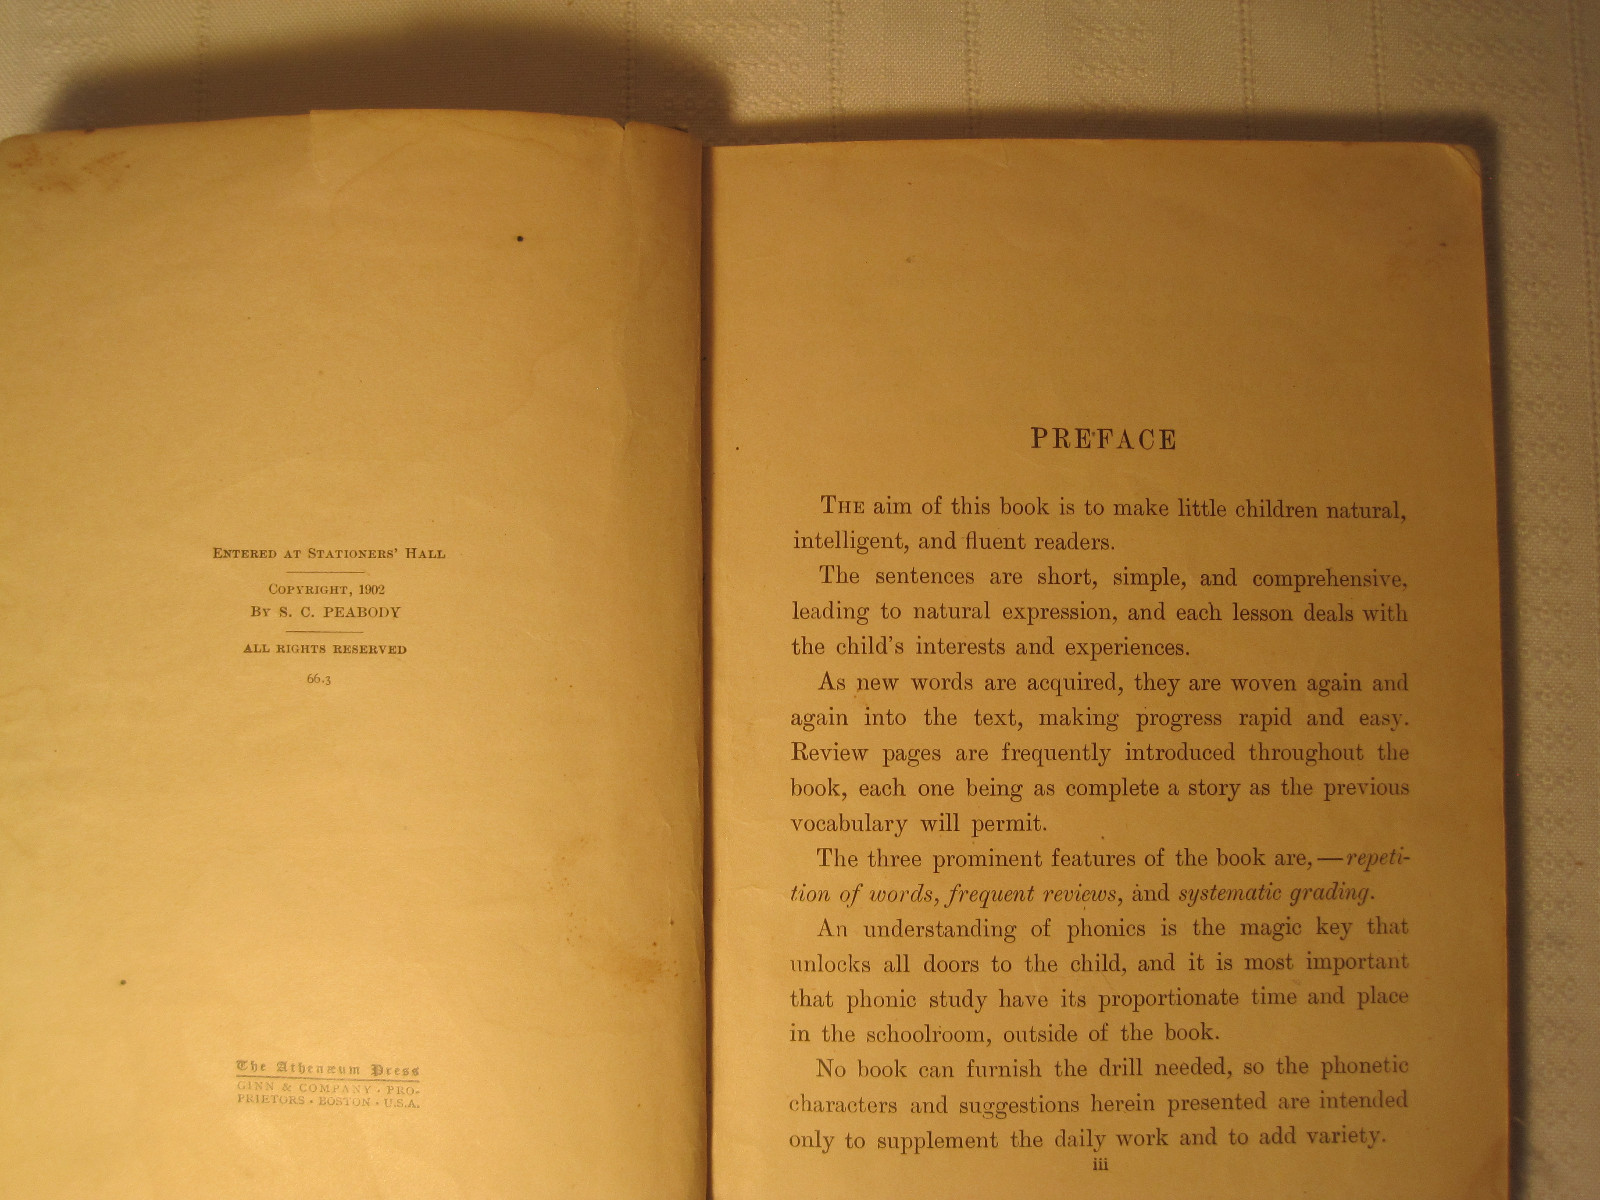 ENTERED AT STATIONERS' HALL
COPYRIGHT, 1902
BY S. C. PEABODY
ALL RIGHTS RESERVED
66.3
The Athenæum Press
GINN & COMPANY · PRO-
PRIETORS · BOSTON · U.S.A.
PREFACE
THE aim of this book is to make little children natural,
intelligent, and fluent readers.
The sentences are short, simple, and comprehensive,
leading to natural expression, and each lesson deals with
the child's interests and experiences.
As new words are acquired, they are woven again and
again into the text, making progress rapid and easy.
Review pages are frequently introduced throughout the
book, each one being as complete a story as the previous
vocabulary will permit.
The three prominent features of the book are, — repeti-
tion of words, frequent reviews, and systematic grading.
An understanding of phonics is the magic key that
unlocks all doors to the child, and it is most important
that phonic study have its proportionate time and place
in the schoolroom, outside of the book.
No book can furnish the drill needed, so the phonetic
characters and suggestions herein presented are intended
only to supplement the daily work and to add variety.
iii